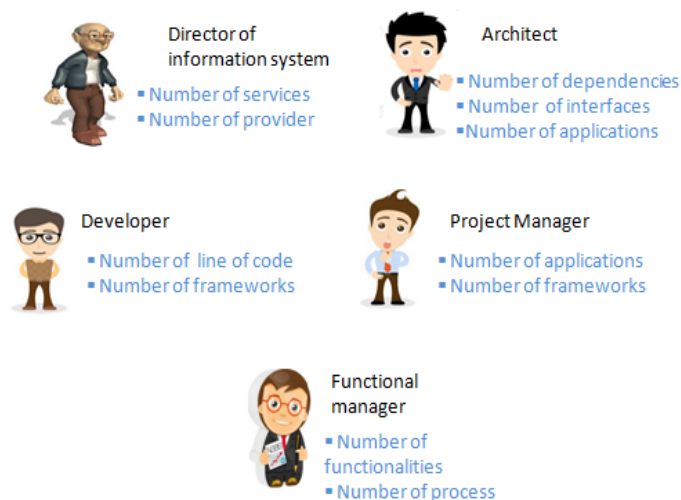 Director of
information system
▪ Number of services
▪ Number of provider
Architect
▪ Number of dependencies
▪ Number of interfaces
▪Number of applications
Developer
▪ Number of line of code
▪ Number of frameworks
Project Manager
▪ Number of applications
▪ Number of frameworks
Functional
manager
▪ Number of
functionalities
▪ Number of process